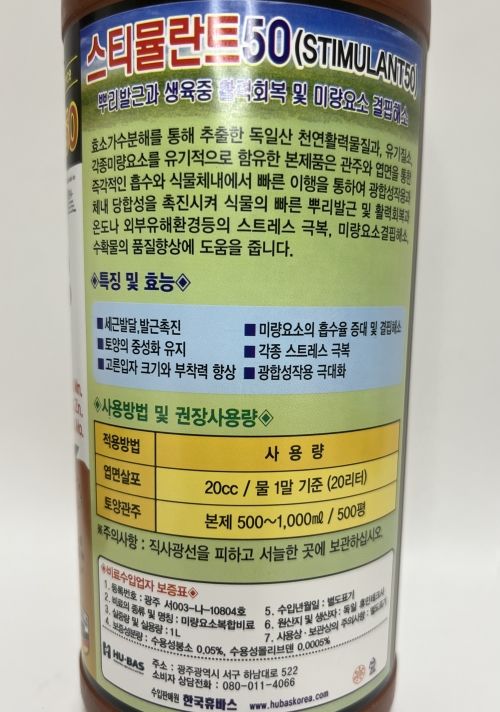 스티뮬란트50(STIMULANT50)
뿌리발근과 생육중 활력회복 및 미량요소 결핍해소
효소가수분해를 통해 추출한 독일산 천연활력물질과, 유기질소,
각종미량요소를 유기적으로 함유한 본제품은 관주와 엽면을 통한
즉각적인 흡수와 식물체내에서 빠른 이행을 통하여 광합성작용과
체내 당합성을 촉진시켜 식물의 빠른 뿌리발근 및 활력회복과
온도나 외부유해환경등의 스트레스 극복, 미량요소결핍해소,
수확물의 품질향상에 도움을 줍니다.
◈특징 및 효능◈
■세근발달,발근촉진 ■미량요소의 흡수율 증대 및 결핍해소
■토양의 중성화 유지 ■각종 스트레스 극복
■고른입자 크기와 부착력 향상 ■광합성작용 극대화
◈사용방법 및 권장사용량◈
적용방법 사 용 량
엽면살포 20cc / 물 1말 기준 (20리터)
토양관주 본제 500~1,000㎖ / 500평
※주의사항 : 직사광선을 피하고 서늘한 곳에 보관하십시오.
◈비료수입업자 보증표◈
1. 등록번호 : 광주 서003-나-10804호
2. 비료의 종류 및 명칭 : 미량요소복합비료
3. 실중량 및 실용량 : 1L
4. 보증성분량 : 수용성붕소 0.05%, 수용성몰리브덴 0.0005%
5. 수입년월일 : 별도표기
6. 원산지 및 생산자 : 독일
7. 사용상·보관상의 주의사항 : 별도표기
HU-BAS
주소 : 광주광역시 서구 하남대로 522
소비자 상담전화 : 080-011-4066
수입판매원 한국휴바스 www.hubaskorea.com